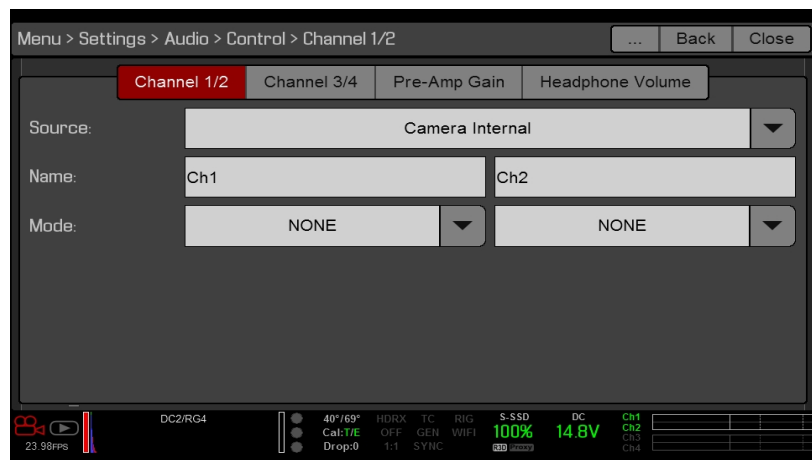 Menu > Settings > Audio > Control > Channel 1/2 ... Back Close
Channel 1/2 Channel 3/4 Pre-Amp Gain Headphone Volume
Source: Camera Internal
Name: Ch1 Ch2
Mode: NONE NONE
DC2/RG4 40°/69° HDRX TC RIG S-SSD DC Ch1
Cal:T/E OFF GEN WIFI 100% 14.8V Ch2
23.98FPS Drop:0 1:1 SYNC R3D Proxy Ch3
Ch4